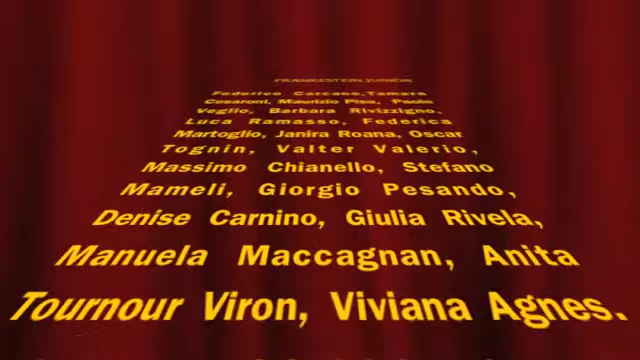 FRANKESTEIN JUNIOR
Federico Carcano, Tamara
Cesaroni, Maurizio Pisu, Paolo
Veglio, Barbara Rivizzigno,
Luca Ramasso, Federica
Martoglio, Janira Roana, Oscar
Tognin, Valter Valerio,
Massimo Chianello, Stefano
Mameli, Giorgio Pesando,
Denise Carnino, Giulia Rivela,
Manuela Maccagnan, Anita
Tournour Viron, Viviana Agnes.